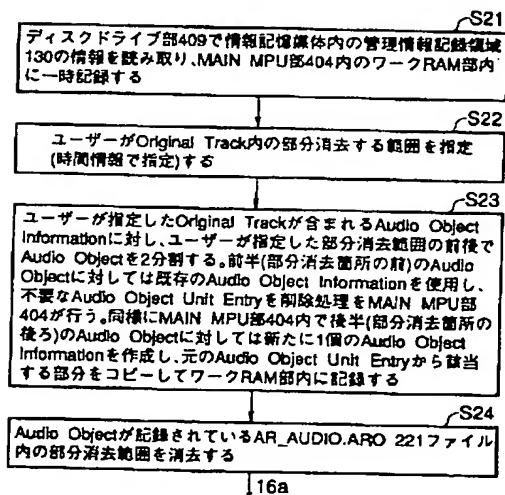 S21
ディスクドライブ部409で情報記憶媒体内の管理情報記録領域
130の情報を読み取り、MAIN MPU部404内のワークRAM部内
に一時記録する
S22
ユーザーがOriginal Track内の部分消去する範囲を指定
(時間情報で指定)する
S23
ユーザーが指定したOriginal Trackが含まれるAudio Object
Informationに対し、ユーザーが指定した部分消去範囲の前後で
Audio Objectを2分割する。前半(部分消去箇所の前)のAudio
Objectに対しては既存のAudio Object Informationを使用し、
不要なAudio Object Unit Entryを削除処理をMAIN MPU部
404が行う。同様にMAIN MPU部404内で後半(部分消去箇所の
後ろ)のAudio Objectに対しては新たに1個のAudio Object
Informationを作成し、元のAudio Object Unit Entryから該当
する部分をコピーしてワークRAM部内に記録する
S24
Audio Objectが記録されているAR_AUDIO.ARO 221ファイル
内の部分消去範囲を消去する
16a